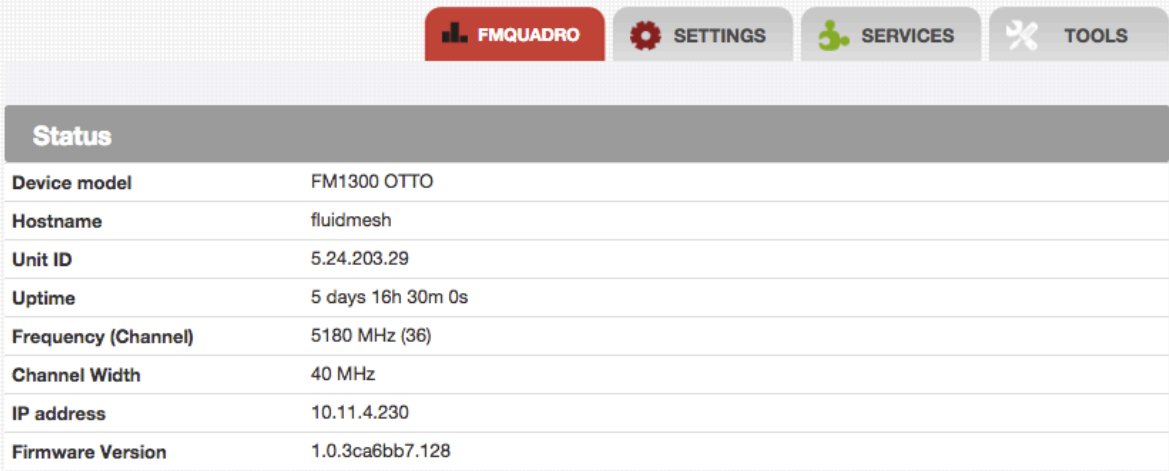 FMQUADRO SETTINGS SERVICES TOOLS
Status
Device model FM1300 OTTO
Hostname fluidmesh
Unit ID 5.24.203.29
Uptime 5 days 16h 30m 0s
Frequency (Channel) 5180 MHz (36)
Channel Width 40 MHz
IP address 10.11.4.230
Firmware Version 1.0.3ca6bb7.128